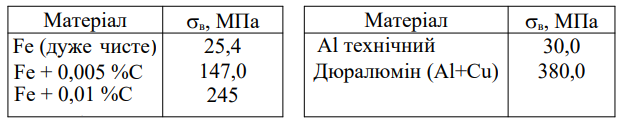 Матеріал σв, МПа
Fe (дуже чисте) 25,4
Fe + 0,005 %C 147,0
Fe + 0,01 %C 245
Матеріал σв, МПа
Al технічний 30,0
Дюралюмін (Al+Cu) 380,0